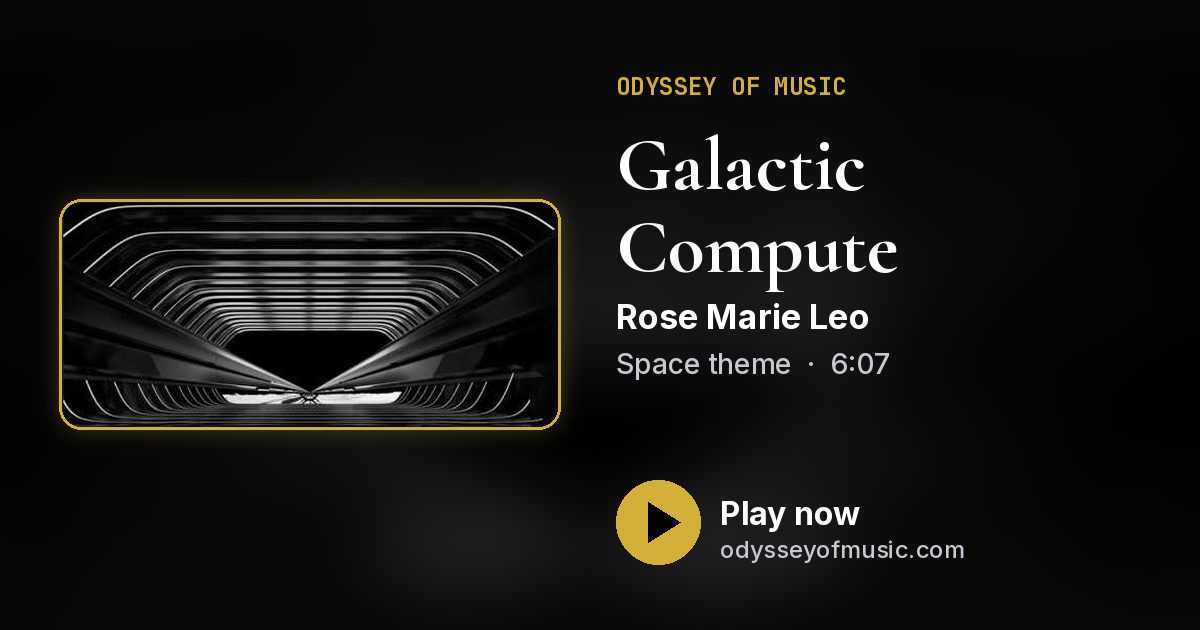 ODYSSEY OF MUSIC
Galactic
Compute
Rose Marie Leo
Space theme · 6:07
Play now
odysseyofmusic.com